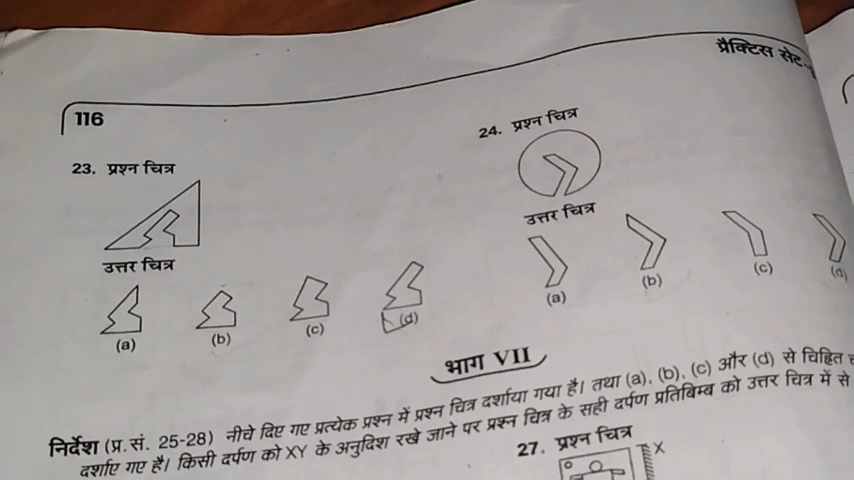 प्रैक्टिस सेट
116
23. प्रश्न चित्र
उत्तर चित्र
(a) (b) (c) (d)
24. प्रश्न चित्र
उत्तर चित्र
(a) (b) (c) (d)
भाग VII
निर्देश (प्र.सं. 25-28) नीचे दिए गए प्रत्येक प्रश्न में प्रश्न चित्र दर्शाया गया है। तथा (a), (b), (c) और (d) से चिह्नित
दर्शाए गए है। किसी दर्पण को XY के अनुदिश रखे जाने पर प्रश्न चित्र के सही दर्पण प्रतिबिम्ब को उत्तर चित्र में से
27. प्रश्न चित्र
X